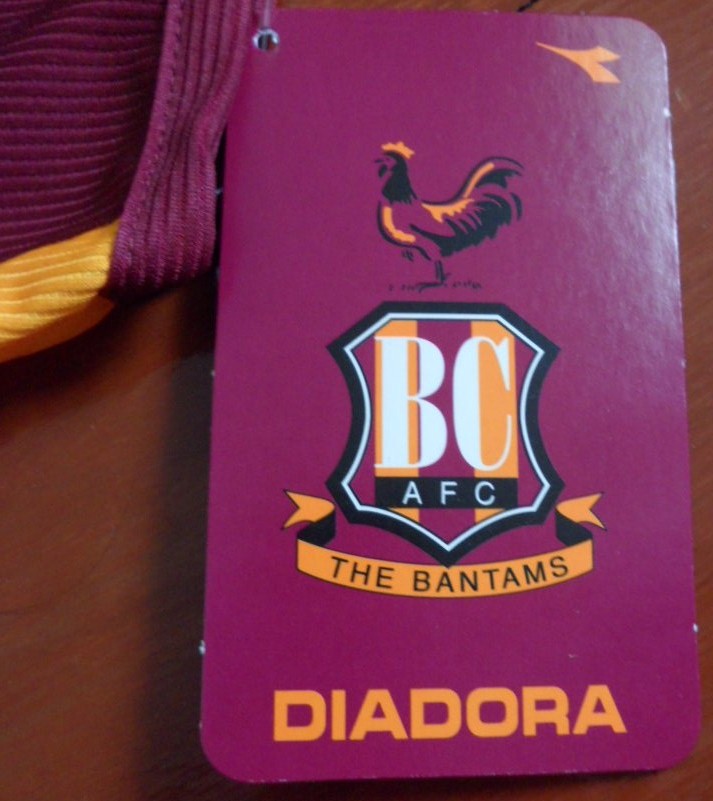 BC
AFC
THE BANTAMS
DIADORA